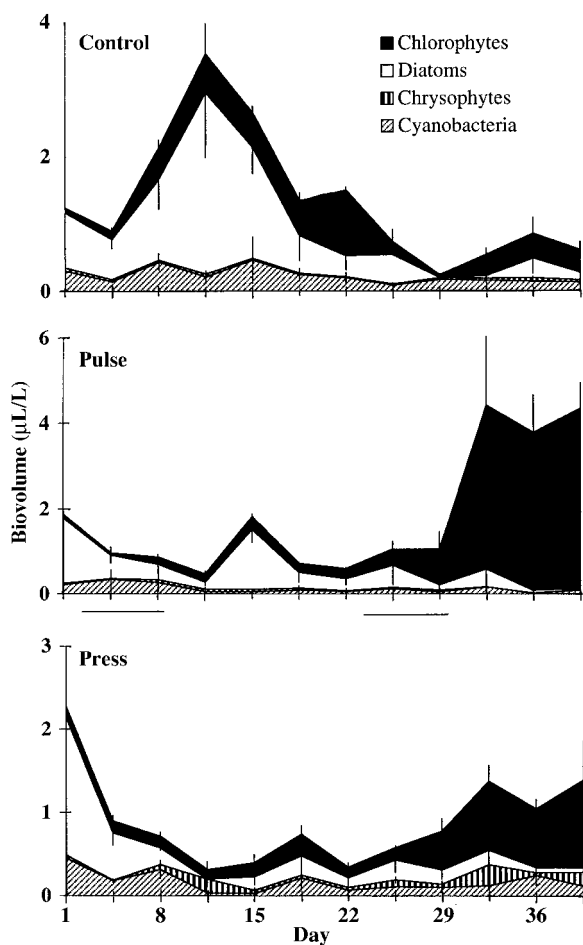 4
Control
Chlorophytes
Diatoms
Chrysophytes
Cyanobacteria
2
0
6
Pulse
4
2
0
Biovolume (µL/L)
3
Press
2
1
0
1 8 15 22 29 36
Day